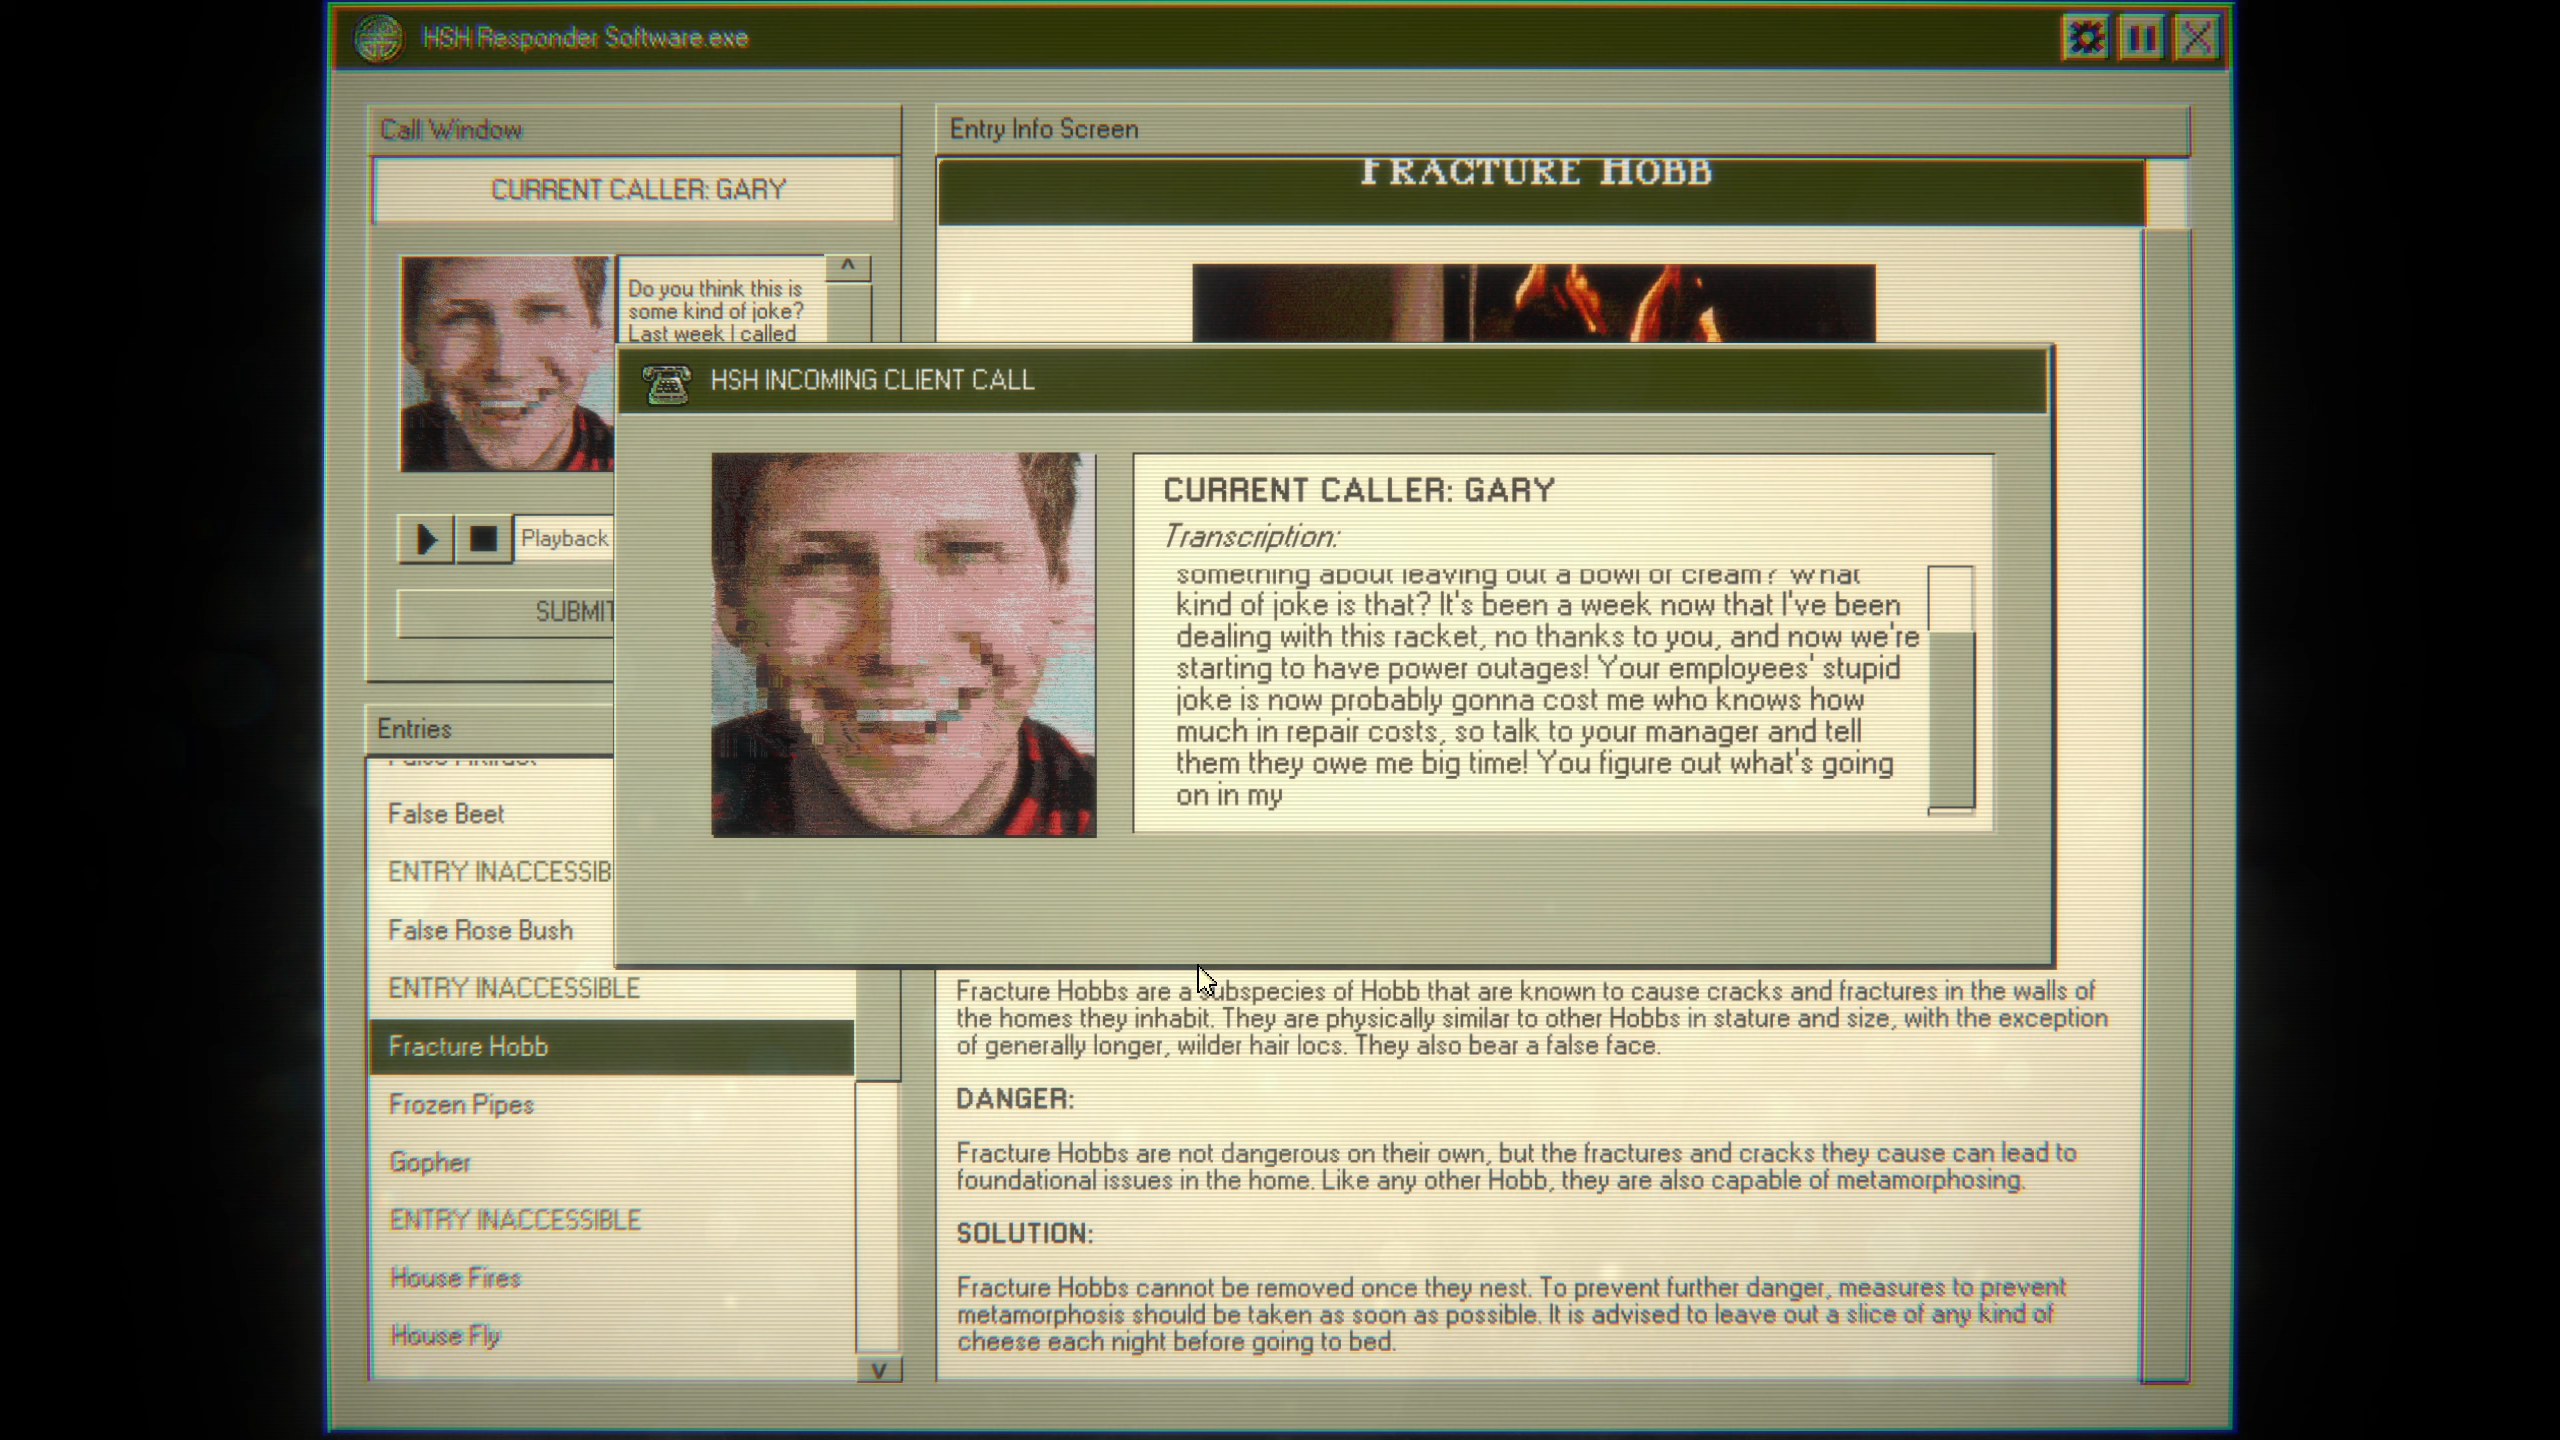 HSH Responder Software.exe
Call Window
CURRENT CALLER: GARY
Do you think this is
some kind of joke?
Last week I called
Playback
SUBMIT
Entries
False Beet
ENTRY INACCESSIB
False Rose Bush
ENTRY INACCESSIBLE
Fracture Hobb
Frozen Pipes
Gopher
ENTRY INACCESSIBLE
House Fires
House Fly
Entry Info Screen
FRACTURE HOBB
HSH INCOMING CLIENT CALL
CURRENT CALLER: GARY
Transcription:
something about leaving out a bowl of cream? What
kind of joke is that? It's been a week now that I've been
dealing with this racket, no thanks to you, and now we're
starting to have power outages! Your employees' stupid
joke is now probably gonna cost me who knows how
much in repair costs, so talk to your manager and tell
them they owe me big time! You figure out what's going
on in my
Fracture Hobbs are a subspecies of Hobb that are known to cause cracks and fractures in the walls of
the homes they inhabit. They are physically similar to other Hobbs in stature and size, with the exception
of generally longer, wilder hair locs. They also bear a false face.
DANGER:
Fracture Hobbs are not dangerous on their own, but the fractures and cracks they cause can lead to
foundational issues in the home. Like any other Hobb, they are also capable of metamorphosing.
SOLUTION:
Fracture Hobbs cannot be removed once they nest. To prevent further danger, measures to prevent
metamorphosis should be taken as soon as possible. It is advised to leave out a slice of any kind of
cheese each night before going to bed.